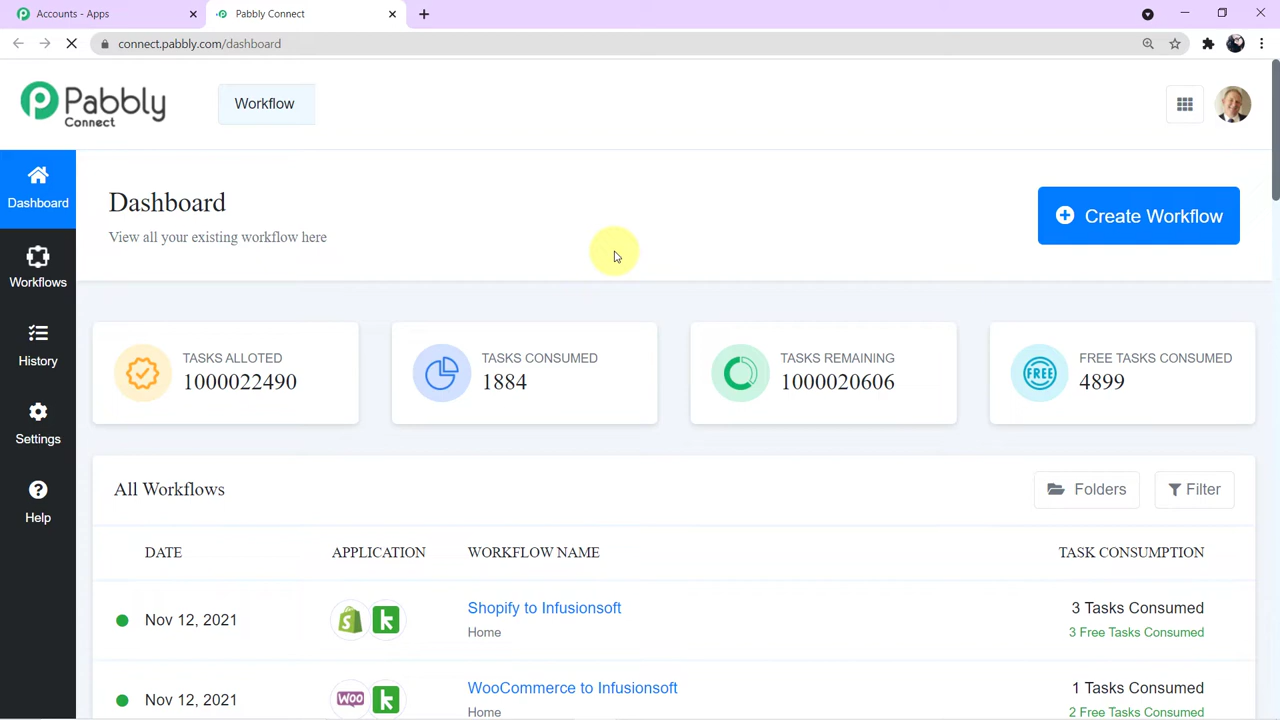 Accounts - Apps
Pabbly Connect
connect.pabbly.com/dashboard
Pabbly
Connect
Workflow
Dashboard
Workflows
History
Settings
Help
Dashboard
View all your existing workflow here
Create Workflow
TASKS ALLOTED
1000022490
TASKS CONSUMED
1884
TASKS REMAINING
1000020606
FREE
FREE TASKS CONSUMED
4899
All Workflows
Folders
Filter
DATE
APPLICATION
WORKFLOW NAME
TASK CONSUMPTION
Nov 12, 2021
Shopify to Infusionsoft
Home
3 Tasks Consumed
3 Free Tasks Consumed
Nov 12, 2021
WOO
WooCommerce to Infusionsoft
Home
1 Tasks Consumed
2 Free Tasks Consumed